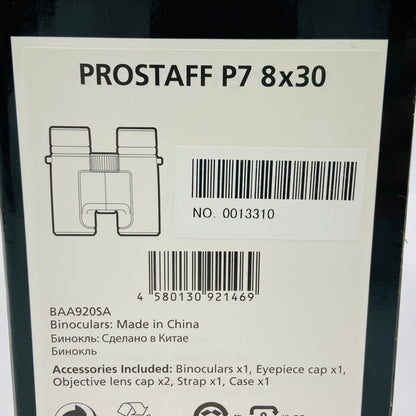 PROSTAFF P7 8x30
NO. 0013310
4 580130 921469
BAA920SA
Binoculars: Made in China
Бинокль: Сделано в Китае
Бинокль
Accessories Included: Binoculars x1, Eyepiece cap x1,
Objective lens cap x2, Strap x1, Case x1